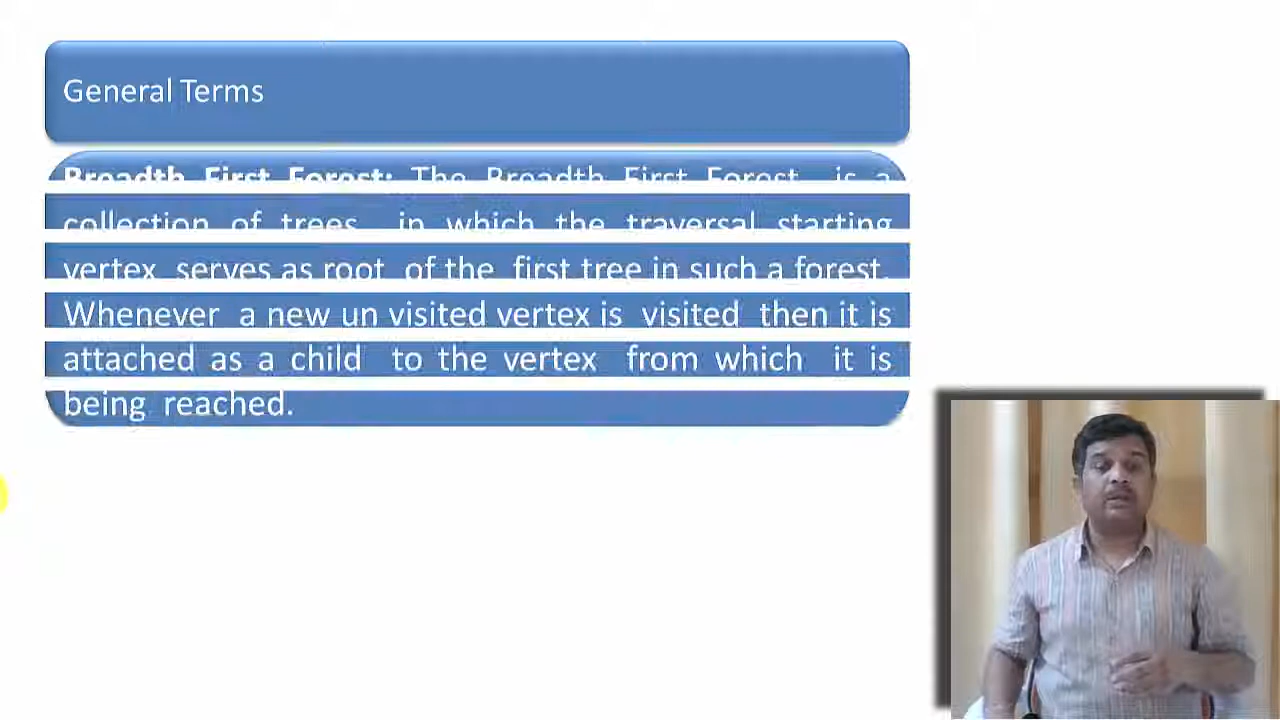 General Terms
Breadth First Forest: The Breadth First Forest is a
collection of trees in which the traversal starting
vertex serves as root of the first tree in such a forest.
Whenever a new un visited vertex is visited then it is
attached as a child to the vertex from which it is
being reached.